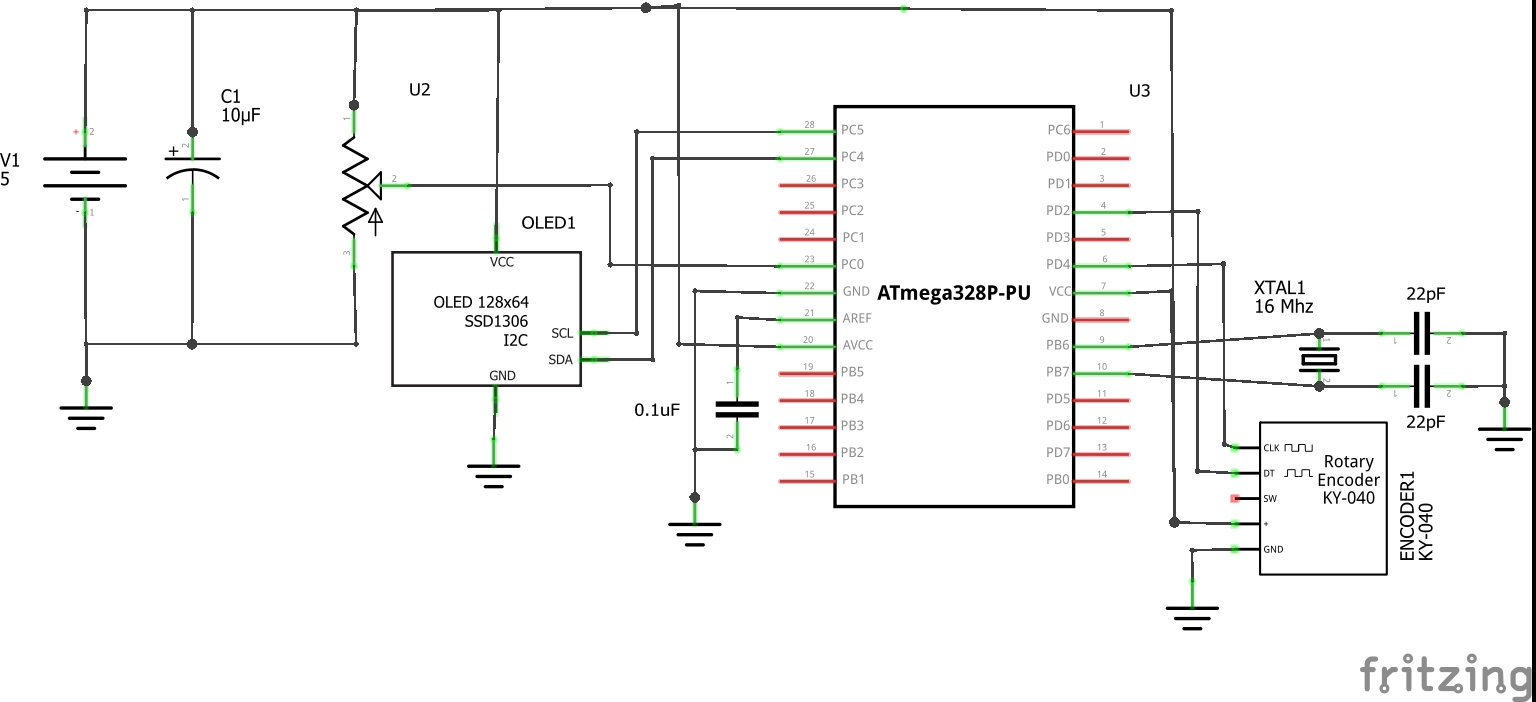 V1
5
+
2
-
1
C1
10µF
+
2
1
U2
1
2
3
OLED1
VCC
OLED 128x64
SSD1306
I2C
SCL
SDA
GND
0.1uF
1
2
U3
ATmega328P-PU
28 PC5
27 PC4
26 PC3
25 PC2
24 PC1
23 PC0
22 GND
21 AREF
20 AVCC
19 PB5
18 PB4
17 PB3
16 PB2
15 PB1
PC6 1
PD0 2
PD1 3
PD2 4
PD3 5
PD4 6
VCC 7
GND 8
PB6 9
PB7 10
PD5 11
PD6 12
PD7 13
PB0 14
XTAL1
16 Mhz
1
2
22pF
1
2
1
2
22pF
CLK
DT
SW
+
GND
Rotary
Encoder
KY-040
ENCODER1
KY-040
fritzing